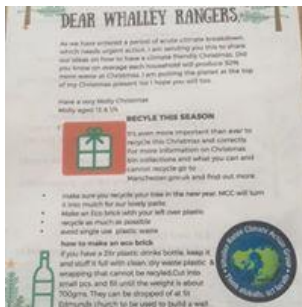 DEAR WHALLEY RANGERS,
As we have entered a period of acute climate breakdown,
which needs urgent action, I am sending you this to share
our ideas on how to have a climate friendly Christmas. Did
you know on average each household will produce 30%
more waste at Christmas. I am putting the planet at the top
of my Christmas present list I hope you will too.
Have a very Molly Christmas
Molly aged 13 & 1/4
RECYLE THIS SEASON
It's even more important than ever to
recycle this Christmas and correctly.
For more information on Christmas
bin collections and what you can and
cannot recycle go to
Manchester.gov.uk and find out more.
make sure you recycle your tree in the new year. MCC will turn
it into mulch for our lovely parks
Make an Eco brick with your left over plastic
recycle as much as possible
avoid single use plastic waste
how to make an eco brick
If you have a 2ltr plastic drinks bottle, keep it
and stuff it full with clean, dry waste plastic &
wrapping that cannot be recyled.Cut into
small pcs. and fill until the weight is about
700gms. They can be dropped of at St
Edmunds church to be used to build a wall
Range Climate Action Group